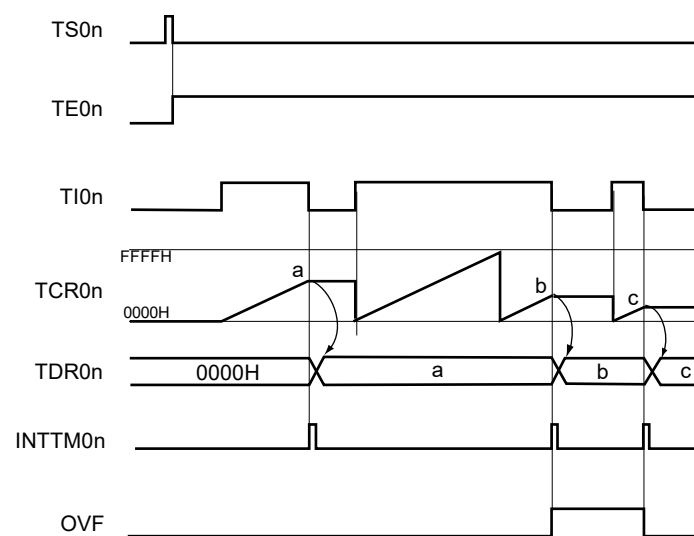 TS0n
TE0n
TI0n
FFFFH
a
b
TCR0n
c
0000H
TDR0n 0000H a b c
INTTM0n
OVF